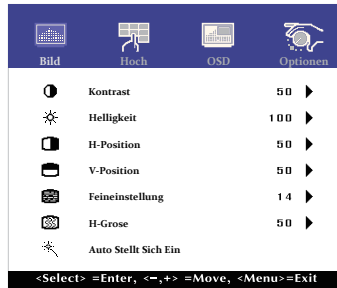 Bild Hoch OSD Optionen
Kontrast 50
Helligkeit 100
H-Position 50
V-Position 50
Feineinstellung 14
H-Grose 50
Auto Stellt Sich Ein
<Select> =Enter, <-,+> =Move, <Menu>=Exit